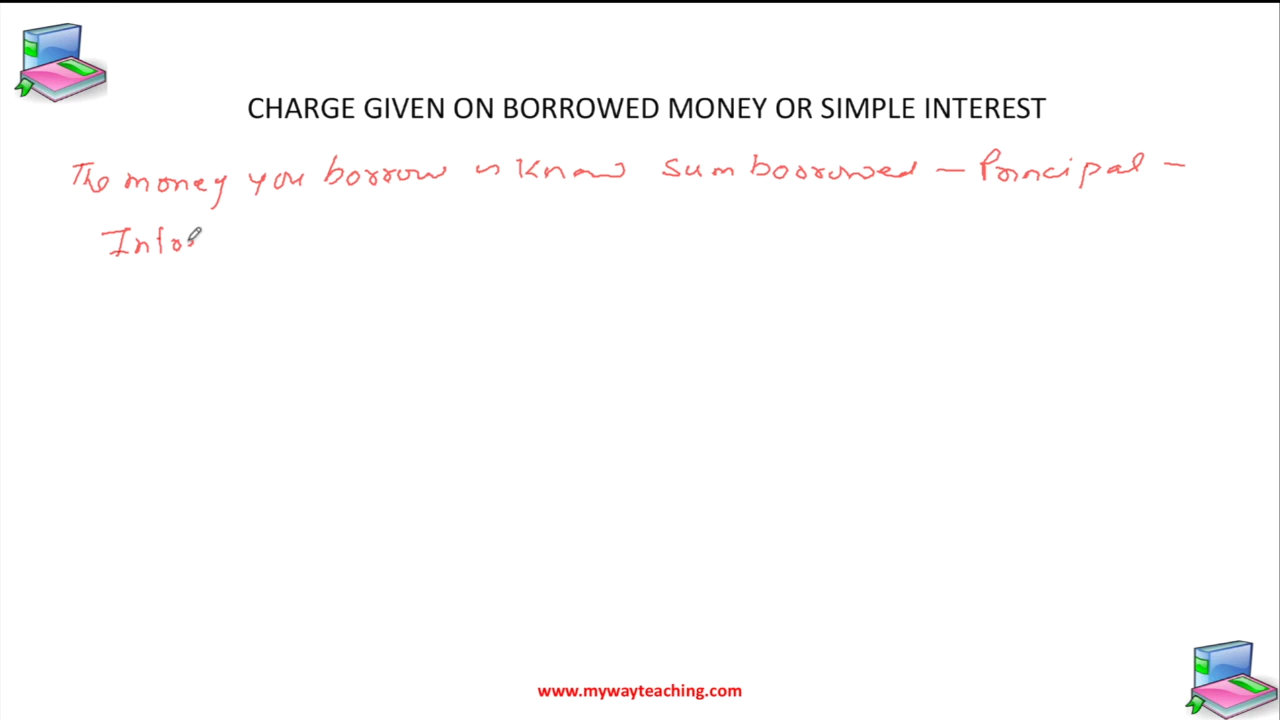 CHARGE GIVEN ON BORROWED MONEY OR SIMPLE INTEREST
The money you borrow is know sum borrowed – Principal –
Inter
www.mywayteaching.com